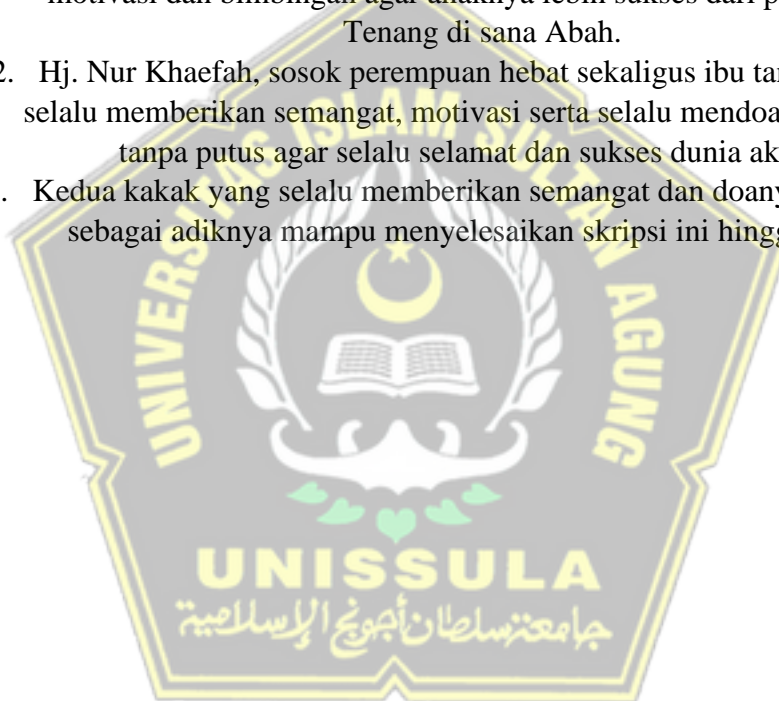 motivasi dan bimbingan agar anaknya lebih sukses dari p
Tenang di sana Abah.
2. Hj. Nur Khaefah, sosok perempuan hebat sekaligus ibu tan
selalu memberikan semangat, motivasi serta selalu mendoa
tanpa putus agar selalu selamat dan sukses dunia ak
. Kedua kakak yang selalu memberikan semangat dan doany
sebagai adiknya mampu menyelesaikan skripsi ini hingg
UNIVERSITAS ISLAM SULTAN AGUNG
UNISSULA
جامعة سلطان أجونج الإسلامية